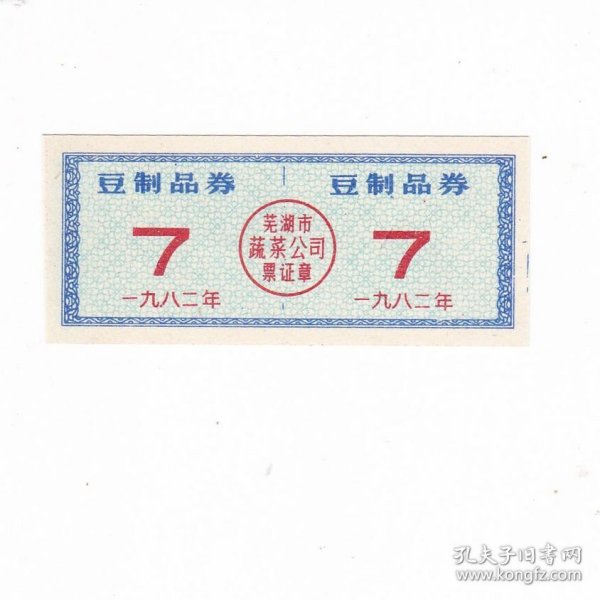 豆制品券 豆制品券
芜湖市
蔬菜公司
票证章
7 7
一九八二年 一九八二年
孔夫子旧书网
www.kongfz.com